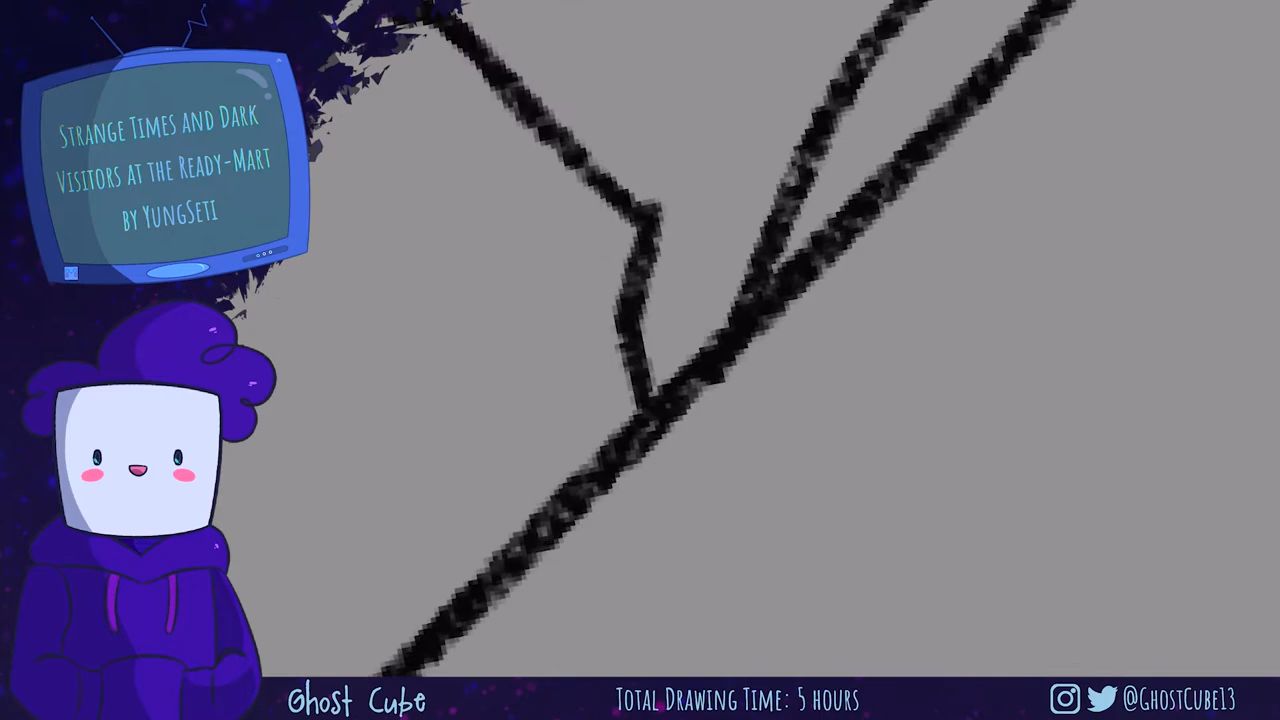 Strange Times and Dark
Visitors at the Ready-Mart
by YungSeti
Ghost Cube
Total Drawing Time: 5 hours
@GhostCube13